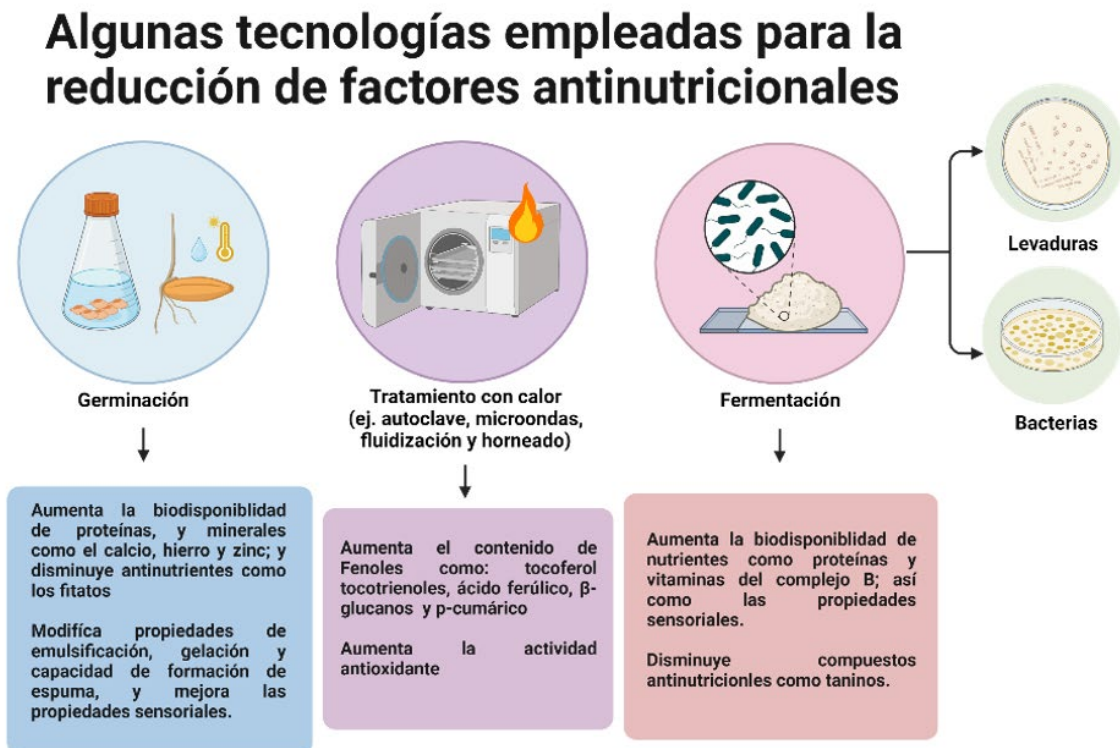 Algunas tecnologías empleadas para la
reducción de factores antinutricionales
Germinación
Tratamiento con calor
(ej. autoclave, microondas,
fluidización y horneado)
Fermentación
Levaduras
Bacterias
Aumenta la biodisponiblidad
de proteínas, y minerales
como el calcio, hierro y zinc; y
disminuye antinutrientes como
los fitatos
Modifíca propiedades de
emulsificación, gelación y
capacidad de formación de
espuma, y mejora las
propiedades sensoriales.
Aumenta el contenido de
Fenoles como: tocoferol
tocotrienoles, ácido ferúlico, β-
glucanos y p-cumárico
Aumenta la actividad
antioxidante
Aumenta la biodisponiblidad de
nutrientes como proteínas y
vitaminas del complejo B; así
como las propiedades
sensoriales.
Disminuye compuestos
antinutricionles como taninos.